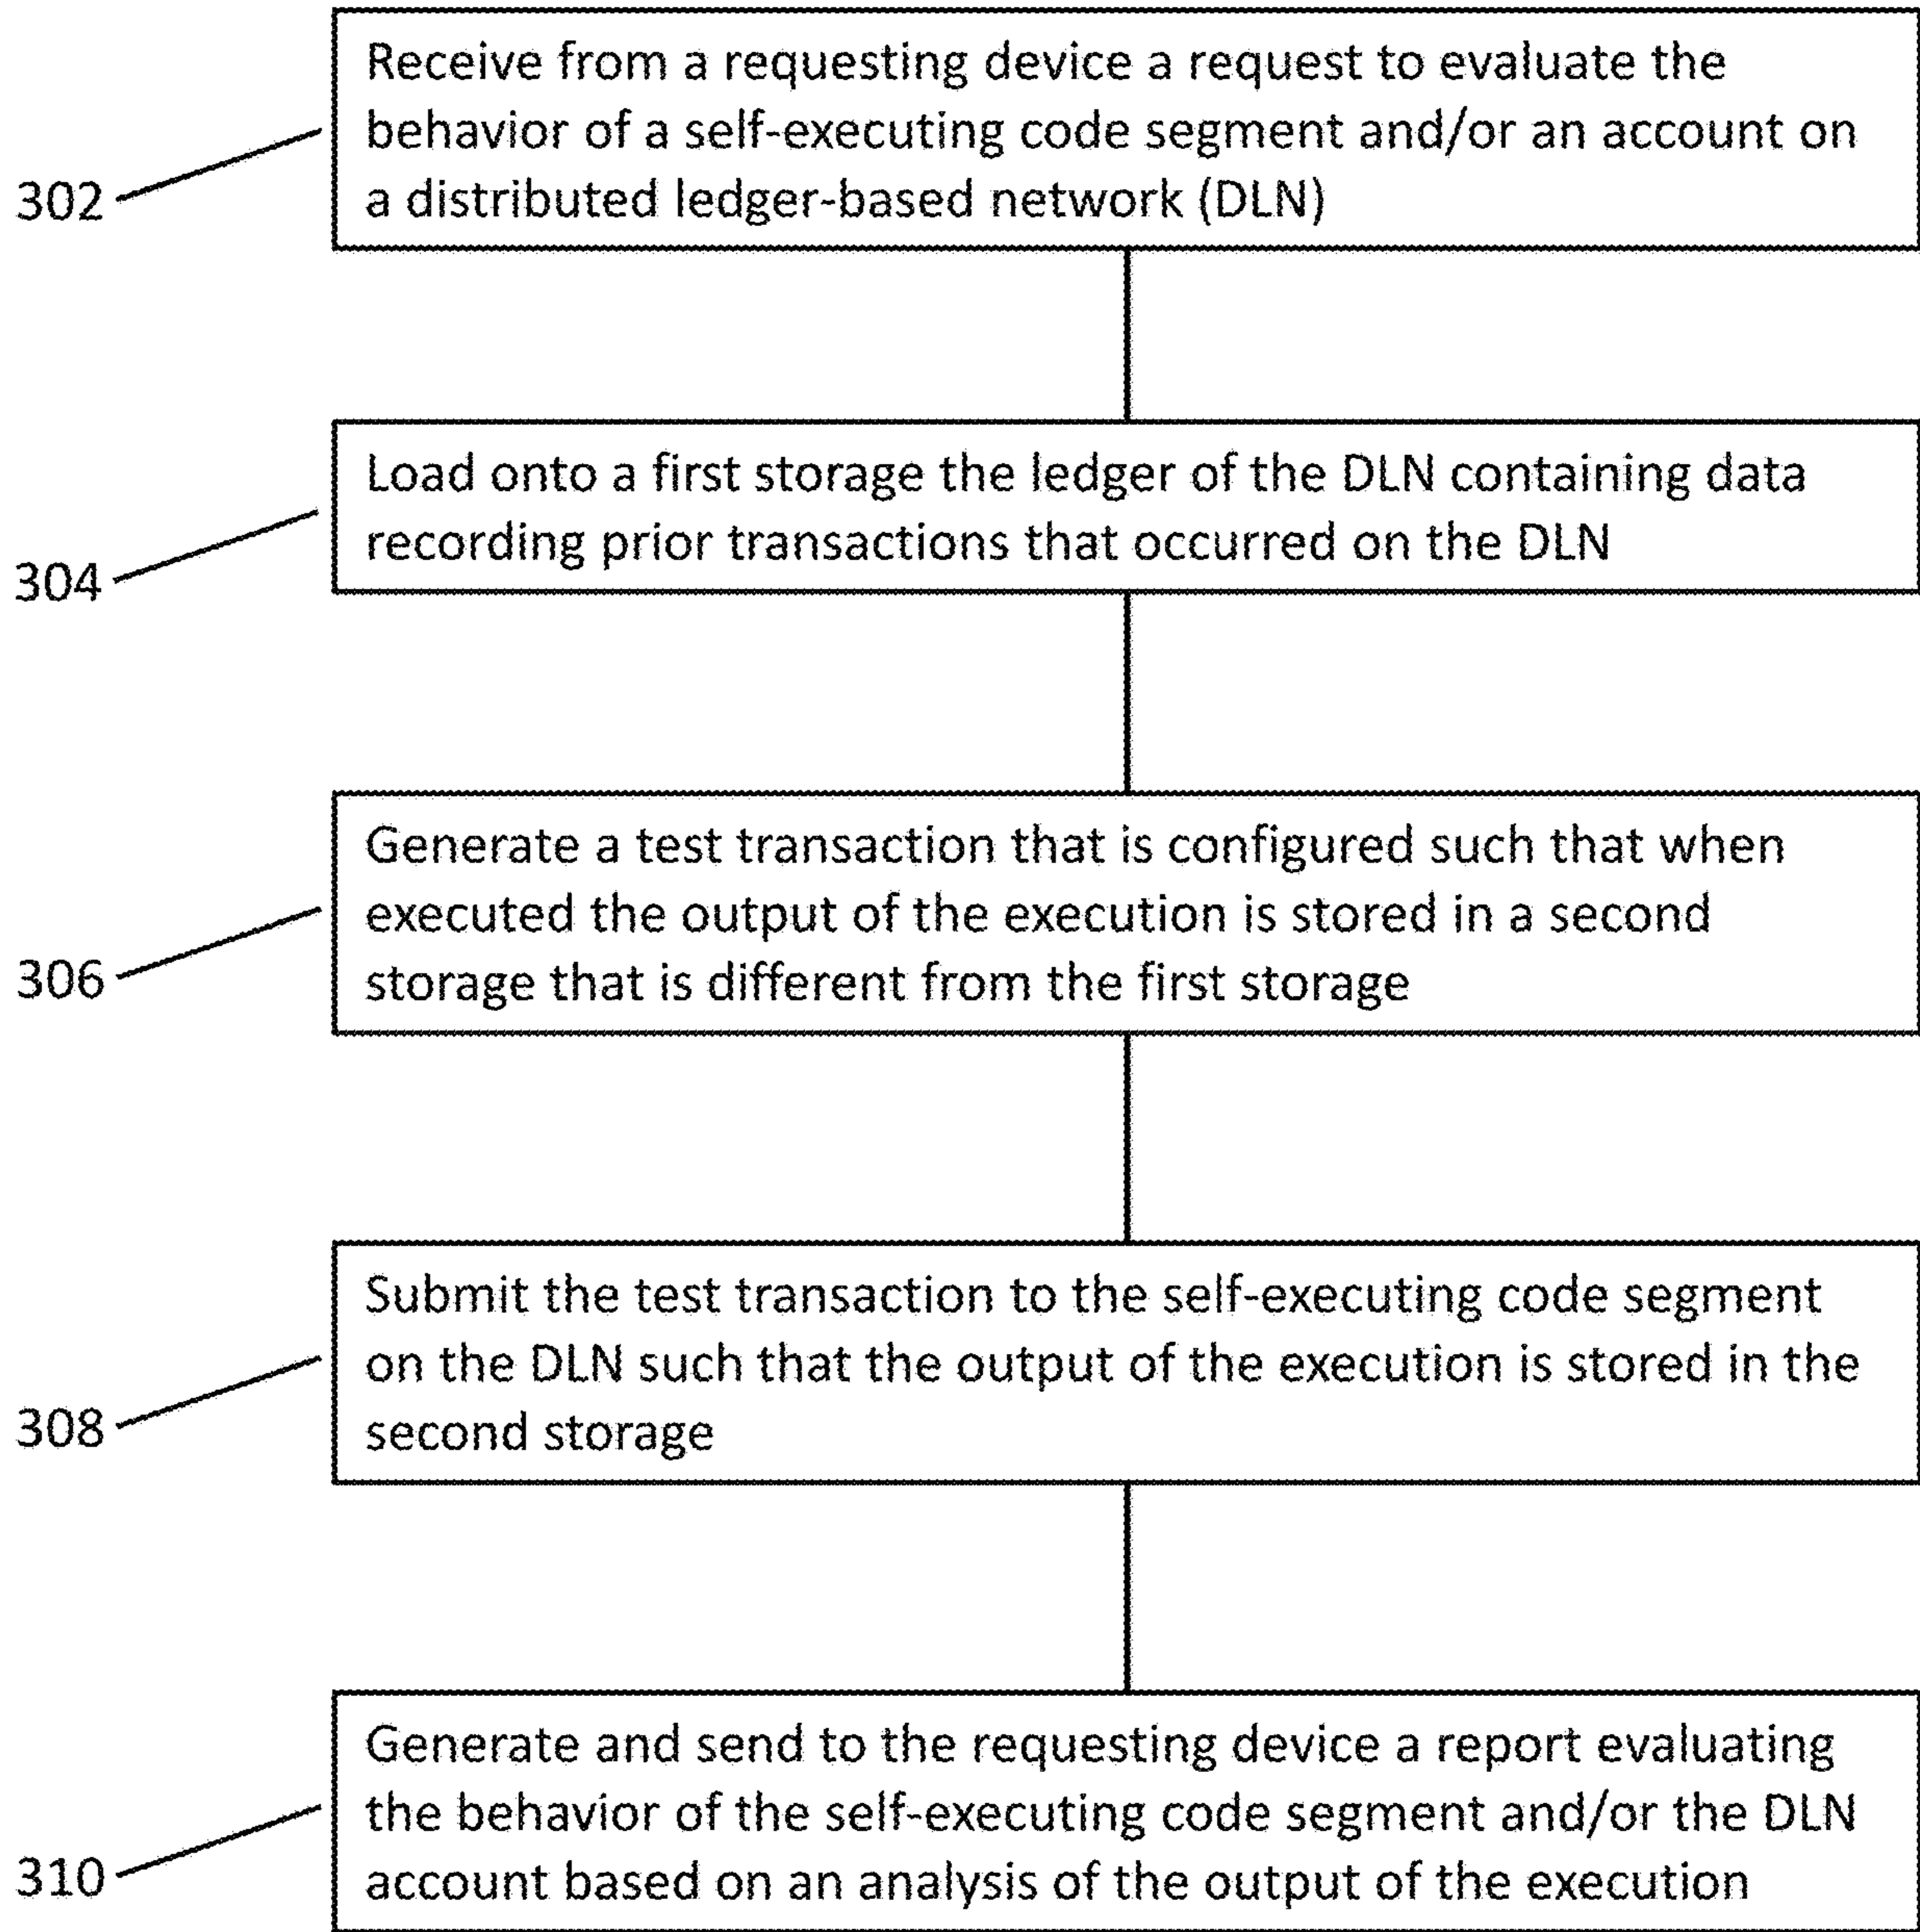 Receive from a requesting device a request to evaluate the
behavior of a self-executing code segment and/or an account on
a distributed ledger-based network (DLN)
302
Load onto a first storage the ledger of the DLN containing data
recording prior transactions that occurred on the DLN
304
Generate a test transaction that is configured such that when
executed the output of the execution is stored in a second
storage that is different from the first storage
306
Submit the test transaction to the self-executing code segment
on the DLN such that the output of the execution is stored in the
second storage
308
Generate and send to the requesting device a report evaluating
the behavior of the self-executing code segment and/or the DLN
account based on an analysis of the output of the execution
310